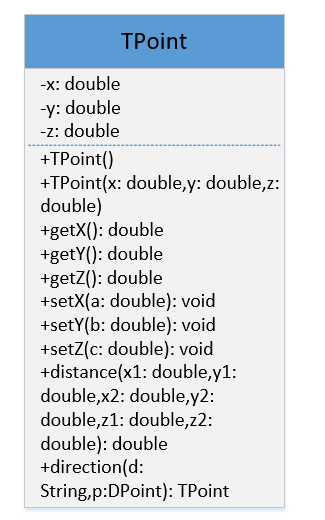 TPoint
-x: double
-y: double
-z: double
+TPoint()
+TPoint(x: double,y: double,z:
double)
+getX(): double
+getY(): double
+getZ(): double
+setX(a: double): void
+setY(b: double): void
+setZ(c: double): void
+distance(x1: double,y1:
double,x2: double,y2:
double,z1: double,z2:
double): double
+direction(d:
String,p:DPoint): TPoint